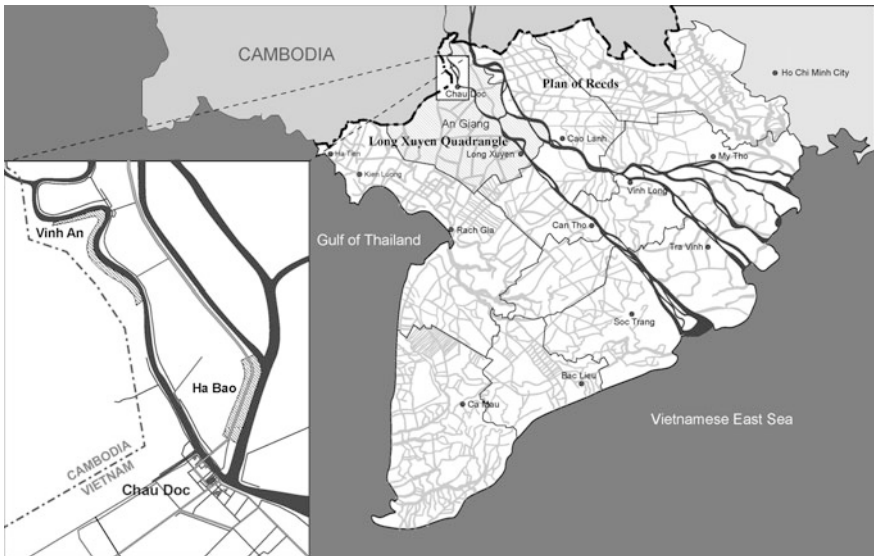 CAMBODIA
Ho Chi Minh City
Plan of Reeds
Chau Doc
An Giang
Cao Lanh
Long Xuyen Quadrangle
Long Xuyen
My Tho
Ha Tien
Kien Luong
Vinh Long
Vinh An
Gulf of Thailand
Rach Gia
Can Tho
Tra Vinh
Soc Trang
Ha Bao
Bac Lieu
Ca Mau
Vietnamese East Sea
CAMBODIA
VIETNAM
Chau Doc